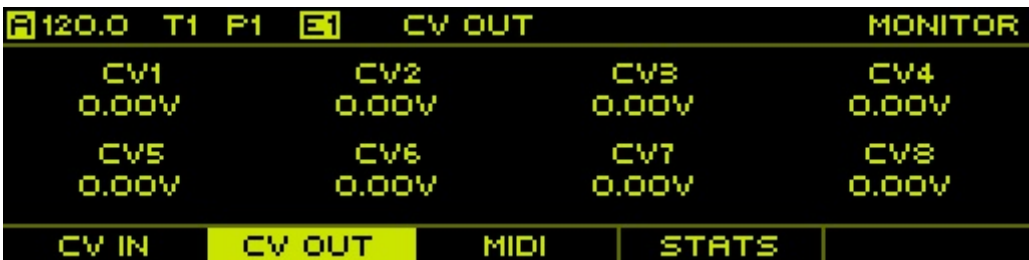 A 120.0 T1 P1 E1 CV OUT MONITOR
CV1 CV2 CV3 CV4
0.00V 0.00V 0.00V 0.00V
CV5 CV6 CV7 CV8
0.00V 0.00V 0.00V 0.00V
CV IN CV OUT MIDI STATS